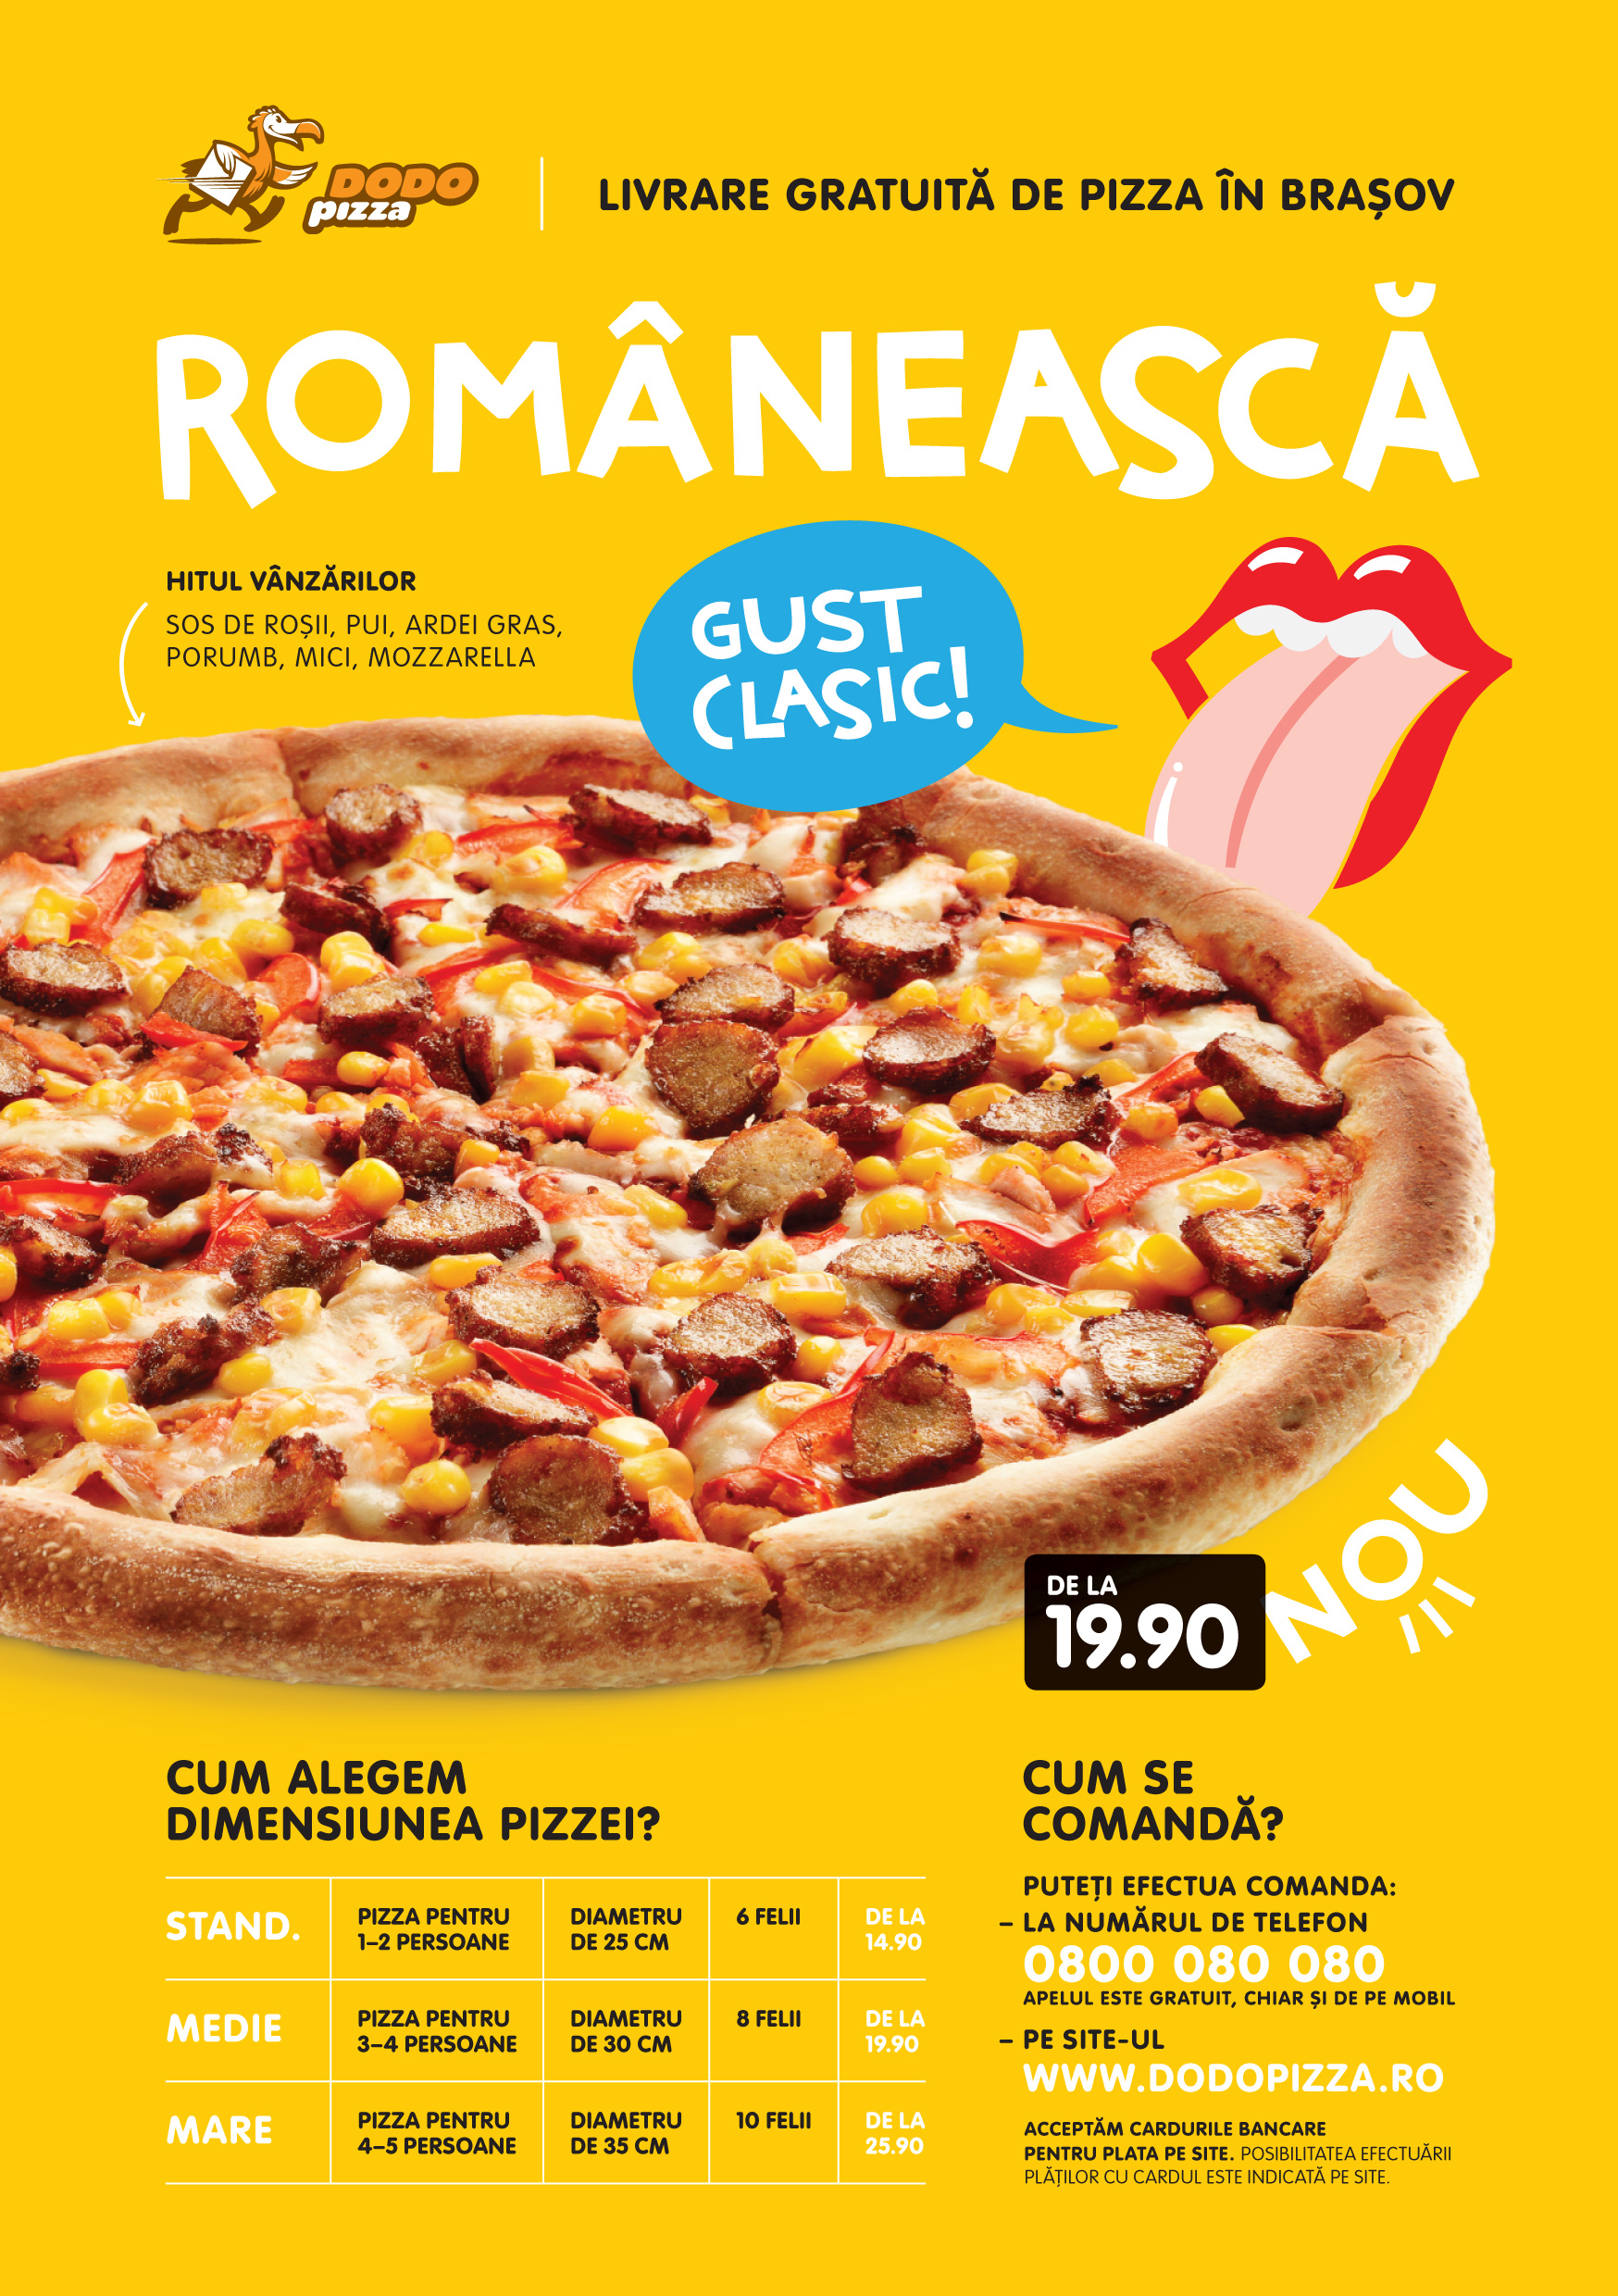 DODO
pizza
LIVRARE GRATUITĂ DE PIZZA ÎN BRAȘOV
ROMÂNEASCĂ
HITUL VÂNZĂRILOR
SOS DE ROȘII, PUI, ARDEI GRAS,
PORUMB, MICI, MOZZARELLA
GUST
CLASIC!
NOU
DE LA
19.90
CUM ALEGEM
DIMENSIUNEA PIZZEI?
STAND.
PIZZA PENTRU
1–2 PERSOANE
DIAMETRU
DE 25 CM
6 FELII
DE LA
14.90
MEDIE
PIZZA PENTRU
3–4 PERSOANE
DIAMETRU
DE 30 CM
8 FELII
DE LA
19.90
MARE
PIZZA PENTRU
4–5 PERSOANE
DIAMETRU
DE 35 CM
10 FELII
DE LA
25.90
CUM SE
COMANDĂ?
PUTEȚI EFECTUA COMANDA:
– LA NUMĂRUL DE TELEFON
0800 080 080
APELUL ESTE GRATUIT, CHIAR ȘI DE PE MOBIL
– PE SITE-UL
WWW.DODOPIZZA.RO
ACCEPTĂM CARDURILE BANCARE
PENTRU PLATA PE SITE. POSIBILITATEA EFECTUĂRII
PLĂȚILOR CU CARDUL ESTE INDICATĂ PE SITE.